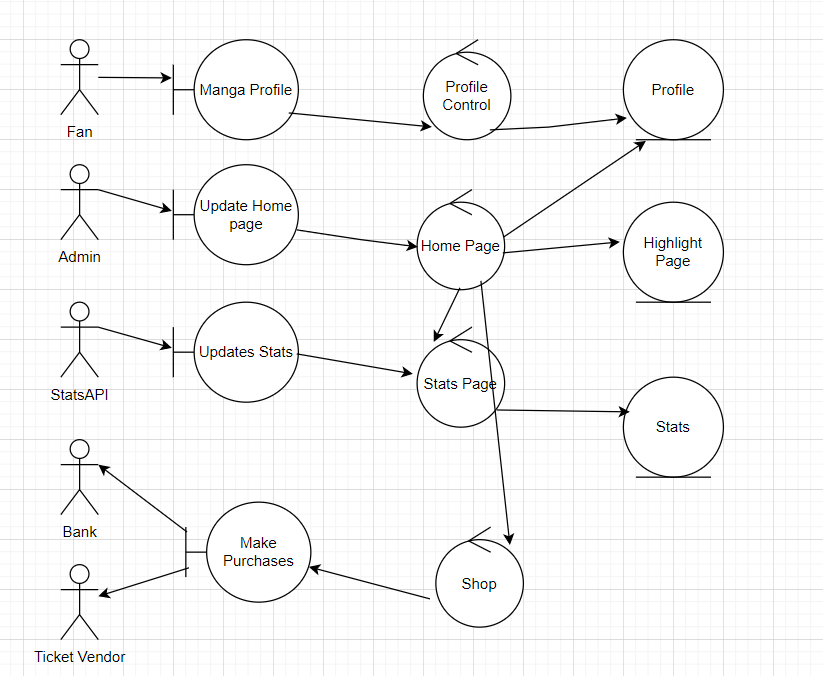 Manga Profile
Profile
Control
Profile
Fan
Update Home
page
Home Page
Highlight
Page
Admin
Updates Stats
Stats Page
StatsAPI
Stats
Bank
Make
Purchases
Shop
Ticket Vendor